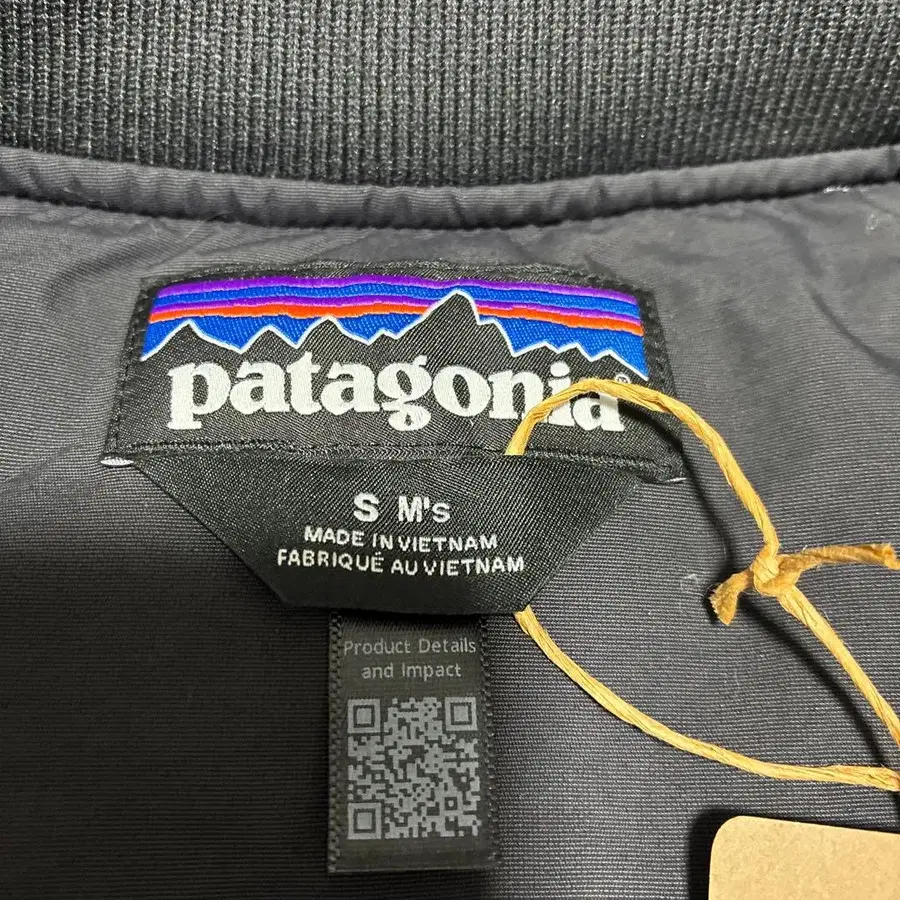 patagonia®
S M's
MADE IN VIETNAM
FABRIQUÉ AU VIETNAM
Product Details
and Impact